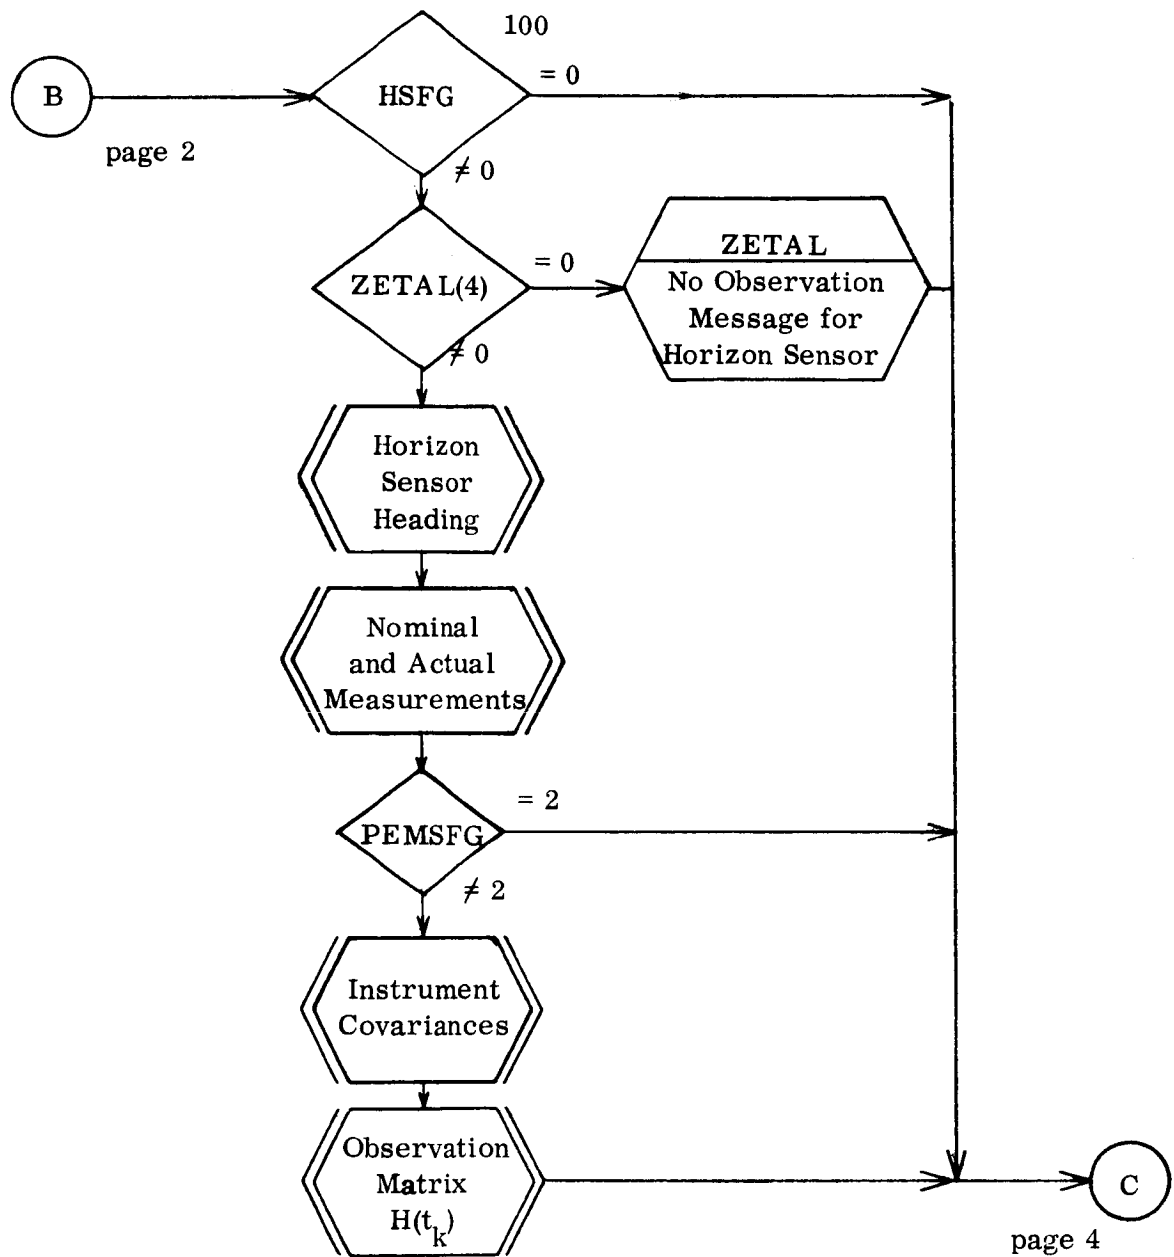 100
B
HSFG
= 0
page 2
≠ 0
ZETAL(4)
= 0
ZETAL
No Observation
Message for
Horizon Sensor
≠ 0
Horizon
Sensor
Heading
Nominal
and Actual
Measurements
PEMSFG
= 2
≠ 2
Instrument
Covariances
Observation
Matrix
H(t_k)
C
page 4